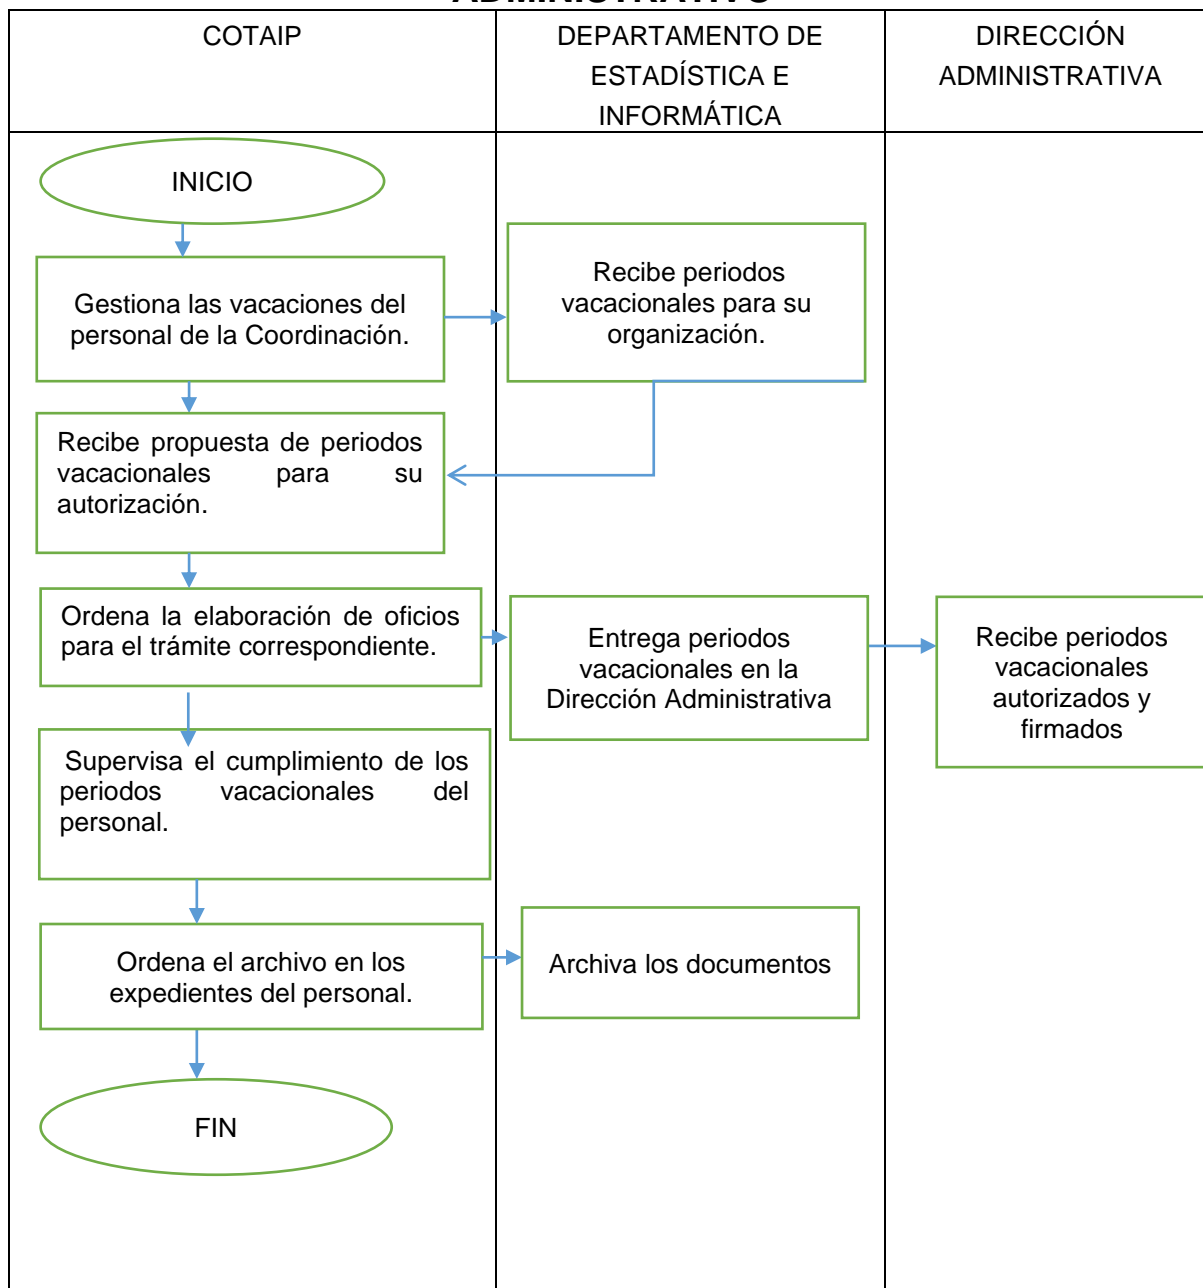 COTAIP
DEPARTAMENTO DE
ESTADÍSTICA E
INFORMÁTICA
DIRECCIÓN
ADMINISTRATIVA
INICIO
Gestiona las vacaciones del
personal de la Coordinación.
Recibe periodos
vacacionales para su
organización.
Recibe propuesta de periodos
vacacionales para su
autorización.
Ordena la elaboración de oficios
para el trámite correspondiente.
Entrega periodos
vacacionales en la
Dirección Administrativa
Recibe periodos
vacacionales
autorizados y
firmados
Supervisa el cumplimiento de los
periodos vacacionales del
personal.
Ordena el archivo en los
expedientes del personal.
Archiva los documentos
FIN